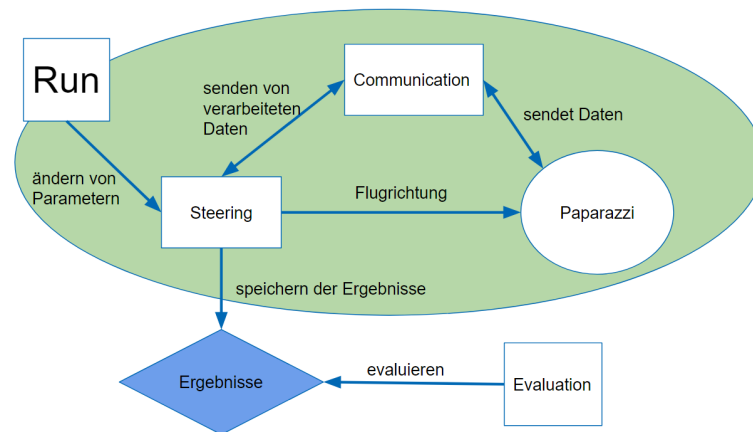 Run
Communication
senden von
verarbeiteten
Daten
sendet Daten
ändern von
Parametern
Steering
Flugrichtung
Paparazzi
speichern der Ergebnisse
Ergebnisse
evaluieren
Evaluation